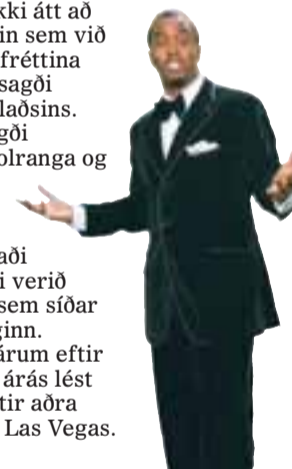 kki átt að
in sem við
fréttina
sagði
laðsins.
gði
olranga og
aði
i verið
sem síðar
ginn.
árum eftir
árás lést
tir aðra
Las Vegas.